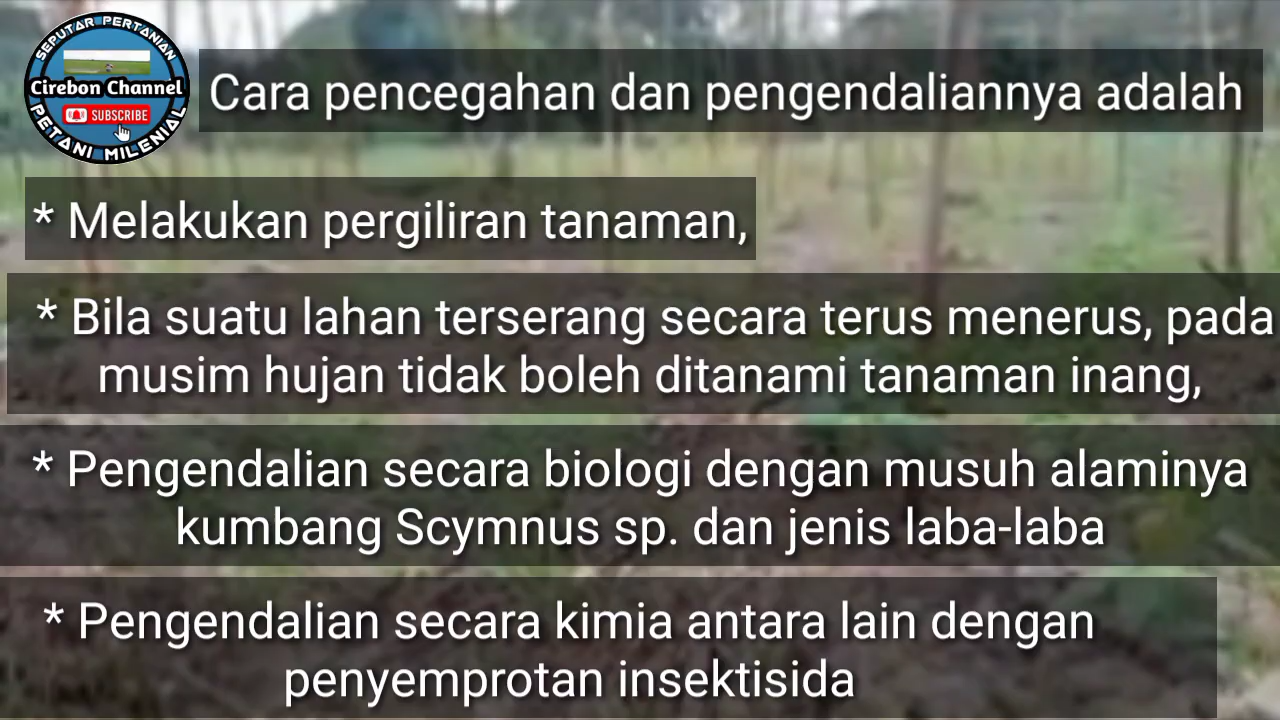 SEPUTAR PERTANIAN
Cirebon Channel
SUBSCRIBE
PETANI MILENIAL
Cara pencegahan dan pengendaliannya adalah
* Melakukan pergiliran tanaman,
* Bila suatu lahan terserang secara terus menerus, pada
musim hujan tidak boleh ditanami tanaman inang,
* Pengendalian secara biologi dengan musuh alaminya
kumbang Scymnus sp. dan jenis laba-laba
* Pengendalian secara kimia antara lain dengan
penyemprotan insektisida